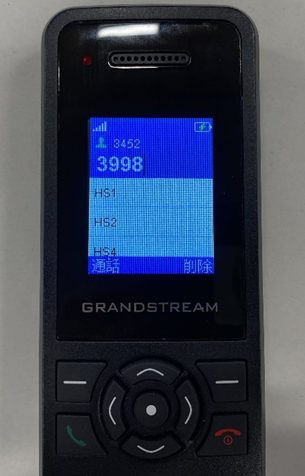 3452
3998
HS1
HS2
HS4
通話 削除
GRANDSTREAM